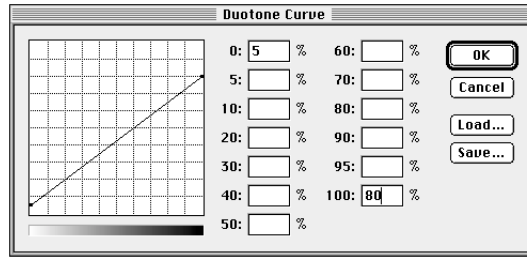 Duotone Curve
0: 5 % 60: % OK
5: % 70: % Cancel
10: % 80: %
20: % 90: % Load...
30: % 95: % Save...
40: % 100: 80 %
50: %